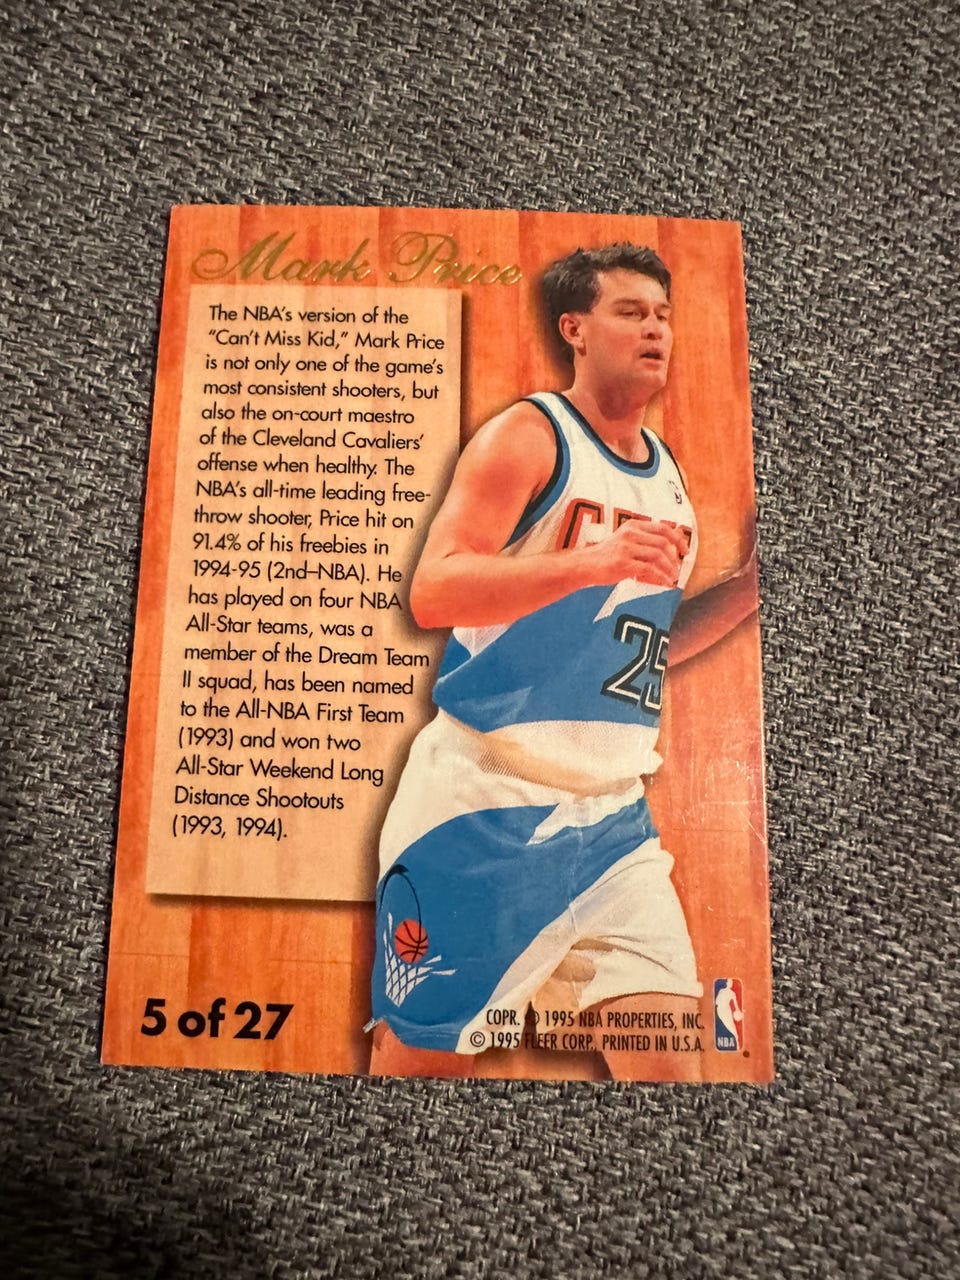 Mark Price
The NBA's version of the
"Can't Miss Kid," Mark Price
is not only one of the game's
most consistent shooters, but
also the on-court maestro
of the Cleveland Cavaliers'
offense when healthy. The
NBA's all-time leading free-
throw shooter, Price hit on
91.4% of his freebies in
1994-95 (2nd–NBA). He
has played on four NBA
All-Star teams, was a
member of the Dream Team
II squad, has been named
to the All-NBA First Team
(1993) and won two
All-Star Weekend Long
Distance Shootouts
(1993, 1994).
25
5 of 27
COPR. © 1995 NBA PROPERTIES, INC.
© 1995 FLEER CORP., PRINTED IN U.S.A.
NBA